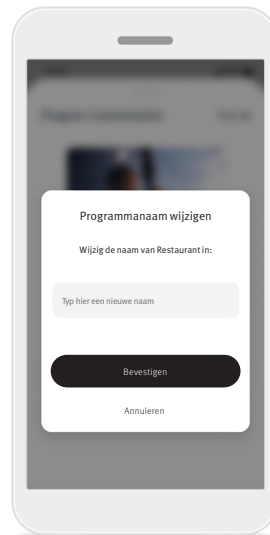 Programmanaam wijzigen
Wijzig de naam van Restaurant in:
Typ hier een nieuwe naam
Bevestigen
Annuleren